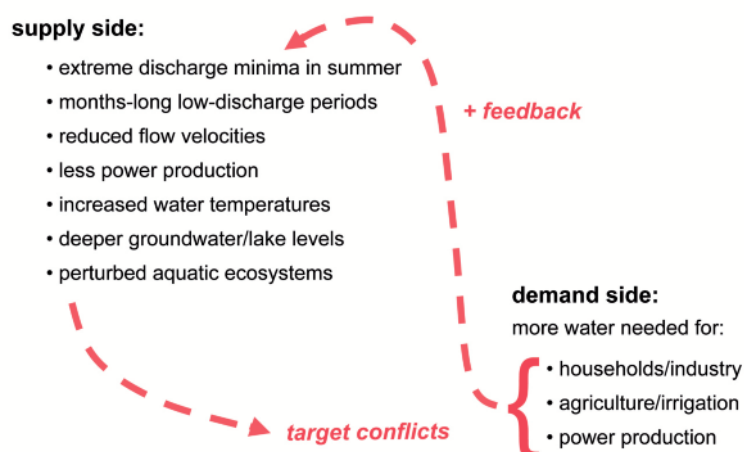 supply side:
• extreme discharge minima in summer
• months-long low-discharge periods
• reduced flow velocities
• less power production
• increased water temperatures
• deeper groundwater/lake levels
• perturbed aquatic ecosystems
+ feedback
demand side:
more water needed for:
• households/industry
• agriculture/irrigation
• power production
target conflicts